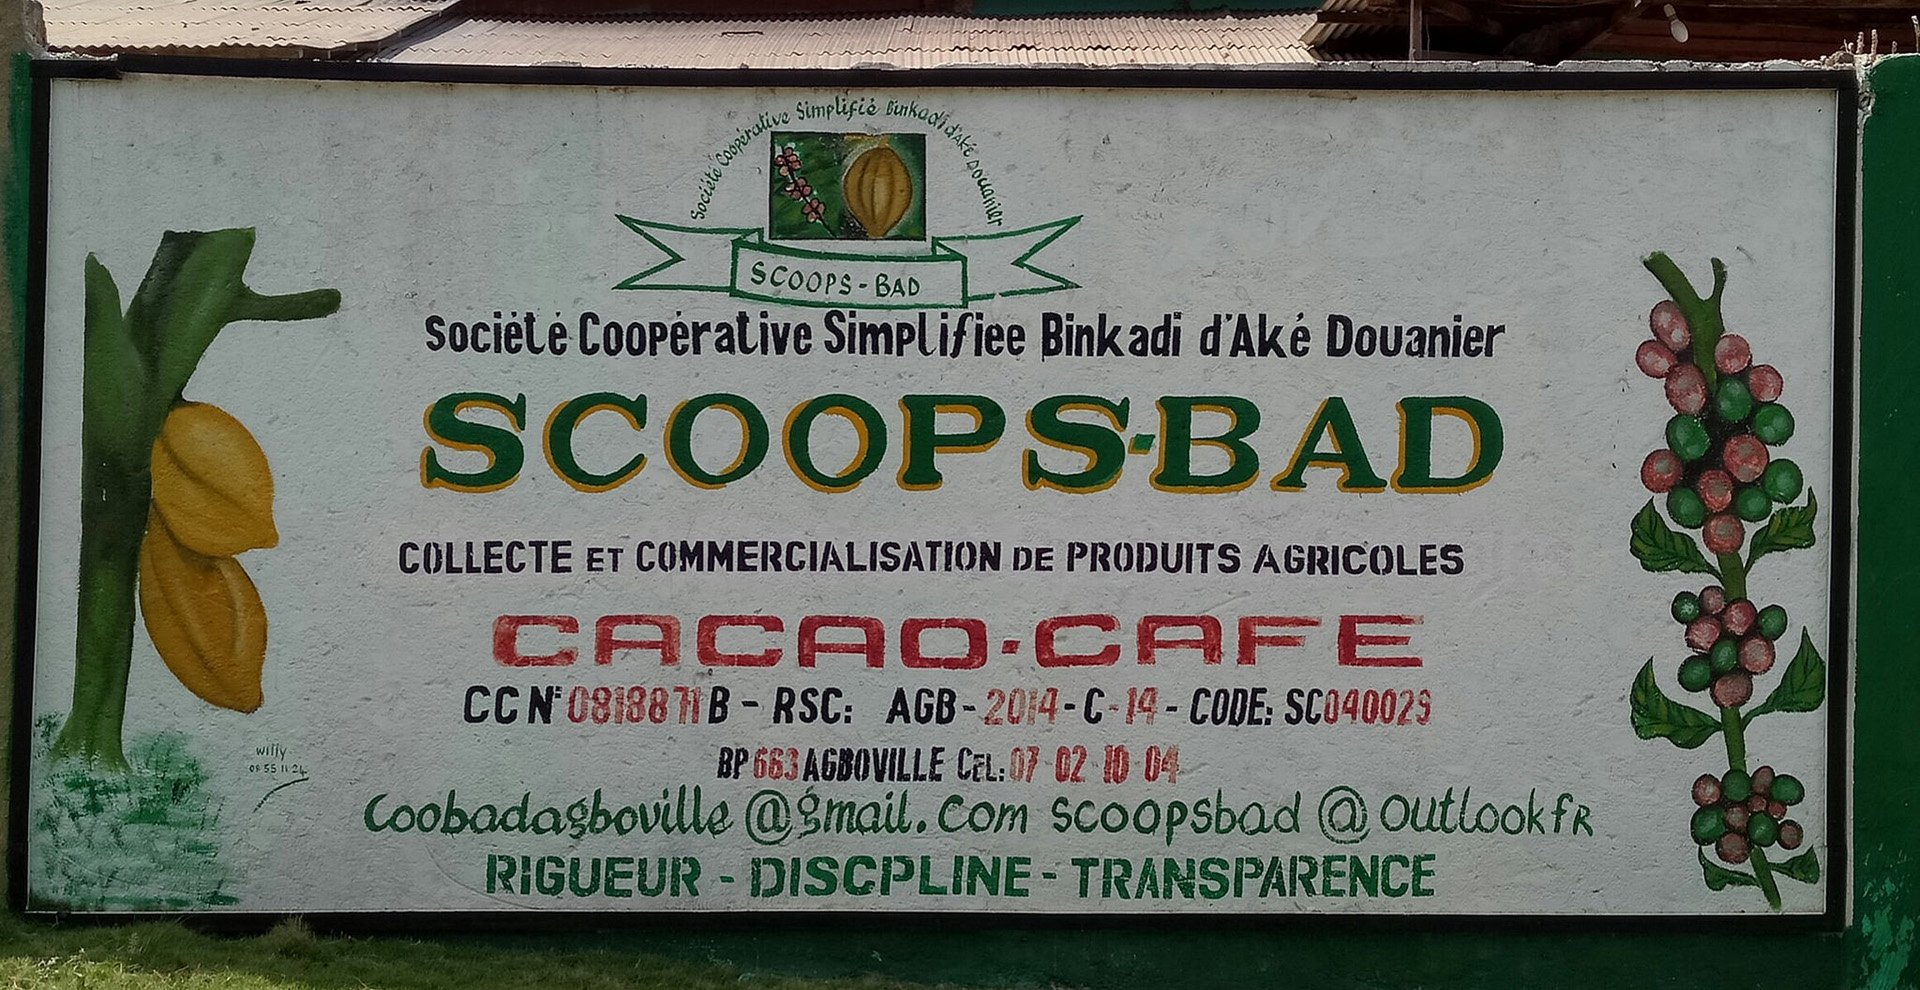 Société Coopérative Simplifié Binkadi d'Aké Douanier
SCOOPS-BAD
Société Coopérative Simplifiee Binkadi d'Aké Douanier
SCOOPS-BAD
COLLECTE ET COMMERCIALISATION DE PRODUITS AGRICOLES
CACAO.CAFE
CC N° 0818871 B - RSC: AGB - 2014 - C - 14 - CODE: SC040029
BP 663 AGBOVILLE CEL: 07 02 10 04
Coobadagboville @gmail.Com scoopsbad @ outlookfR
RIGUEUR - DISCPLINE - TRANSPARENCE
Willy